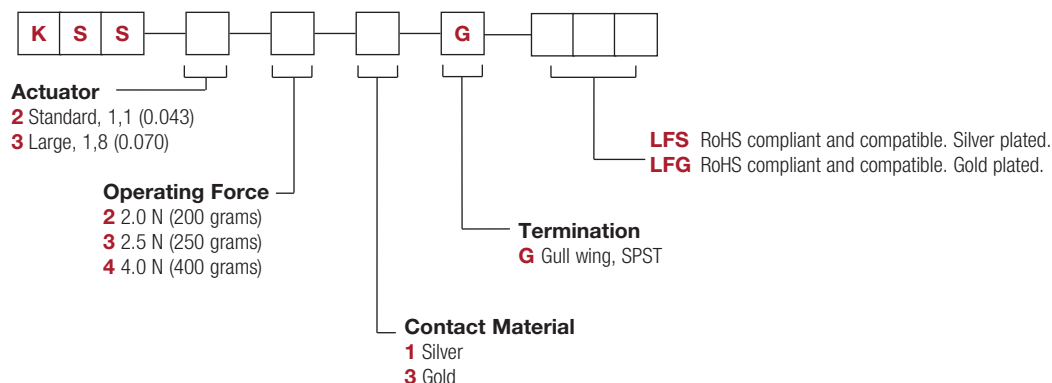 K S S G
Actuator
2 Standard, 1,1 (0.043)
3 Large, 1,8 (0.070)
LFS RoHS compliant and compatible. Silver plated.
LFG RoHS compliant and compatible. Gold plated.
Operating Force
2 2.0 N (200 grams)
3 2.5 N (250 grams)
4 4.0 N (400 grams)
Termination
G Gull wing, SPST
Contact Material
1 Silver
3 Gold